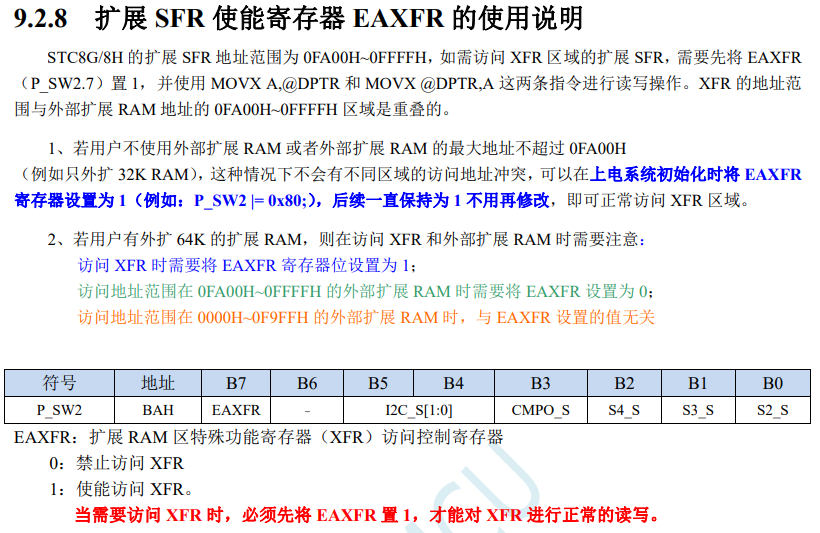 9.2.8 扩展 SFR 使能寄存器 EAXFR 的使用说明
STC8G/8H 的扩展 SFR 地址范围为 0FA00H~0FFFFH，如需访问 XFR 区域的扩展 SFR，需要先将 EAXFR
（P_SW2.7）置 1，并使用 MOVX A,@DPTR 和 MOVX @DPTR,A 这两条指令进行读写操作。XFR 的地址范
围与外部扩展 RAM 地址的 0FA00H~0FFFFH 区域是重叠的。
1、若用户不使用外部扩展 RAM 或者外部扩展 RAM 的最大地址不超过 0FA00H
（例如只外扩 32K RAM），这种情况下不会有不同区域的访问地址冲突，可以在上电系统初始化时将 EAXFR
寄存器设置为 1（例如：P_SW2 |= 0x80;），后续一直保持为 1 不用再修改，即可正常访问 XFR 区域。
2、若用户有外扩 64K 的扩展 RAM，则在访问 XFR 和外部扩展 RAM 时需要注意：
访问 XFR 时需要将 EAXFR 寄存器位设置为 1；
访问地址范围在 0FA00H~0FFFFH 的外部扩展 RAM 时需要将 EAXFR 设置为 0；
访问地址范围在 0000H~0F9FFH 的外部扩展 RAM 时，与 EAXFR 设置的值无关
符号 地址 B7 B6 B5 B4 B3 B2 B1 B0
P_SW2 BAH EAXFR - I2C_S[1:0] CMPO_S S4_S S3_S S2_S
EAXFR：扩展 RAM 区特殊功能寄存器（XFR）访问控制寄存器
0：禁止访问 XFR
1：使能访问 XFR。
当需要访问 XFR 时，必须先将 EAXFR 置 1，才能对 XFR 进行正常的读写。